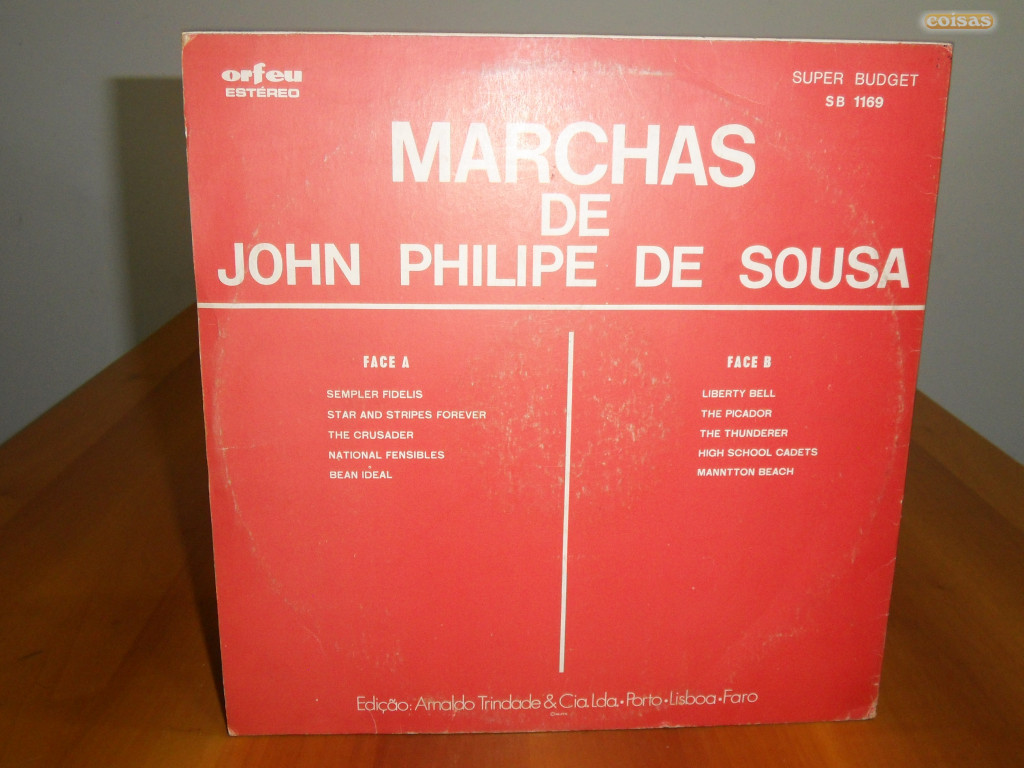 coisas
orfeu
ESTÉREO
SUPER BUDGET
SB 1169
MARCHAS
DE
JOHN PHILIPE DE SOUSA
FACE A
SEMPLER FIDELIS
STAR AND STRIPES FOREVER
THE CRUSADER
NATIONAL FENSIBLES
BEAN IDEAL
FACE B
LIBERTY BELL
THE PICADOR
THE THUNDERER
HIGH SCHOOL CADETS
MANNTTON BEACH
Edição: Arnaldo Trindade & Cia. Lda. • Porto • Lisboa • Faro